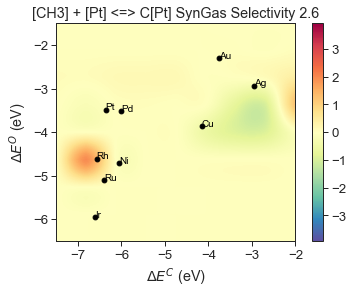 [CH3] + [Pt] <=> C[Pt] SynGas Selectivity 2.6
−2
−3
−4
−5
−6
ΔE^O (eV)
Au
Ag
Pt
Pd
Cu
Rh
Ni
Ru
Ir
−7
−6
−5
−4
−3
−2
ΔE^C (eV)
3
2
1
0
−1
−2
−3